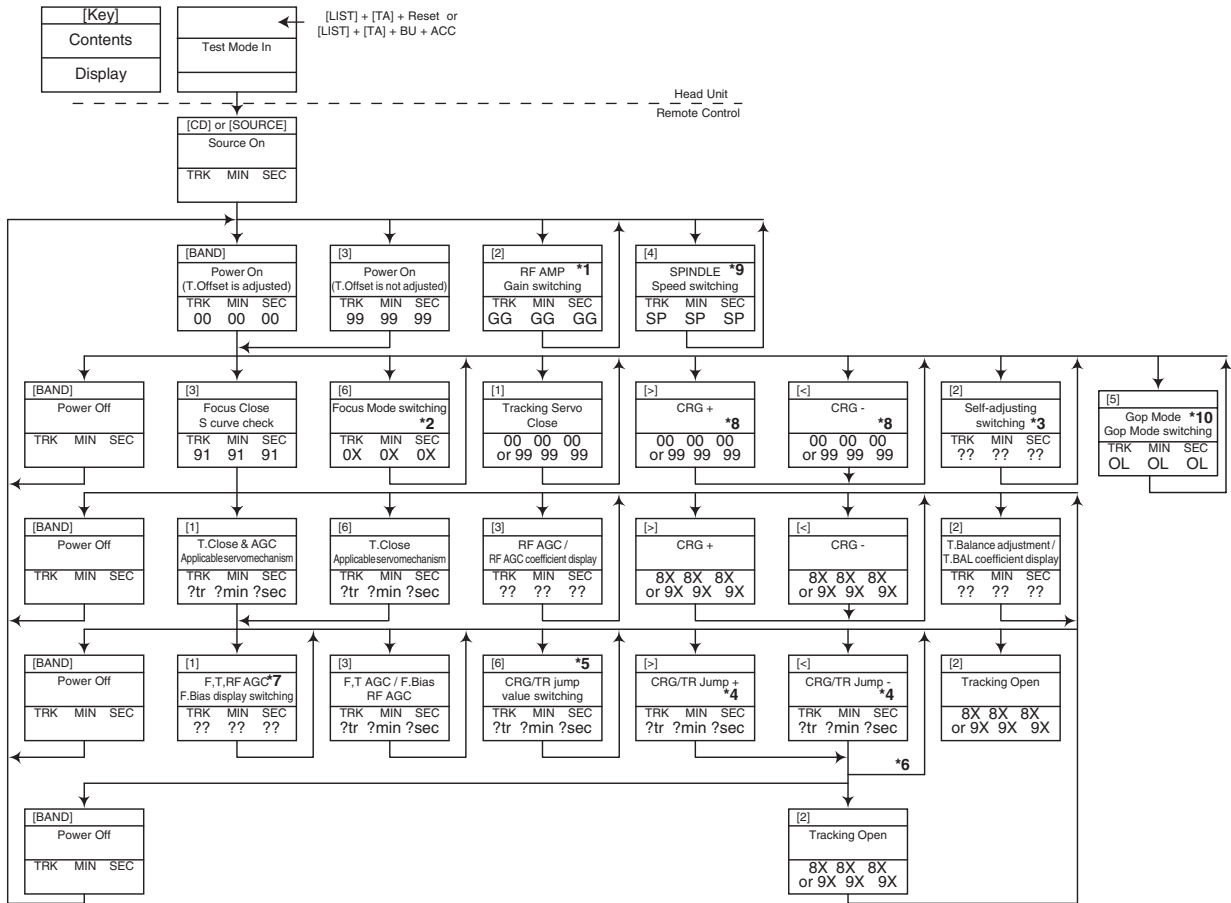 [Key]
Contents
Display
Test Mode In
[LIST] + [TA] + Reset or
[LIST] + [TA] + BU + ACC
Head Unit
Remote Control
[CD] or [SOURCE]
Source On
TRK MIN SEC
[BAND]
Power On
(T.Offset is adjusted)
TRK MIN SEC
00 00 00
[3]
Power On
(T.Offset is not adjusted)
TRK MIN SEC
99 99 99
[2]
RF AMP *1
Gain switching
TRK MIN SEC
GG GG GG
[4]
SPINDLE *9
Speed switching
TRK MIN SEC
SP SP SP
[BAND]
Power Off
TRK MIN SEC
[3]
Focus Close
S curve check
TRK MIN SEC
91 91 91
[6]
Focus Mode switching
*2
TRK MIN SEC
0X 0X 0X
[1]
Tracking Servo
Close
00 00 00
or 99 99 99
[>]
CRG +
*8
00 00 00
or 99 99 99
[<]
CRG -
*8
00 00 00
or 99 99 99
[2]
Self-adjusting
switching *3
TRK MIN SEC
?? ?? ??
[5]
Gop Mode *10
Gop Mode switching
TRK MIN SEC
OL OL OL
[BAND]
Power Off
TRK MIN SEC
[1]
T.Close & AGC
Applicable servomechanism
TRK MIN SEC
?tr ?min ?sec
[6]
T.Close
Applicable servomechanism
TRK MIN SEC
?tr ?min ?sec
[3]
RF AGC /
RF AGC coefficient display
TRK MIN SEC
?? ?? ??
[>]
CRG +
8X 8X 8X
or 9X 9X 9X
[<]
CRG -
8X 8X 8X
or 9X 9X 9X
[2]
T.Balance adjustment /
T.BAL coefficient display
TRK MIN SEC
?? ?? ??
[BAND]
Power Off
TRK MIN SEC
[1]
F,T,RF AGC *7
F.Bias display switching
TRK MIN SEC
?? ?? ??
[3]
F,T AGC / F.Bias
RF AGC
TRK MIN SEC
?tr ?min ?sec
[6] *5
CRG/TR jump
value switching
TRK MIN SEC
?tr ?min ?sec
[>]
CRG/TR Jump +
*4
TRK MIN SEC
?tr ?min ?sec
[<]
CRG/TR Jump -
*4
TRK MIN SEC
?tr ?min ?sec
[2]
Tracking Open
8X 8X 8X
or 9X 9X 9X
*6
[BAND]
Power Off
TRK MIN SEC
[2]
Tracking Open
8X 8X 8X
or 9X 9X 9X